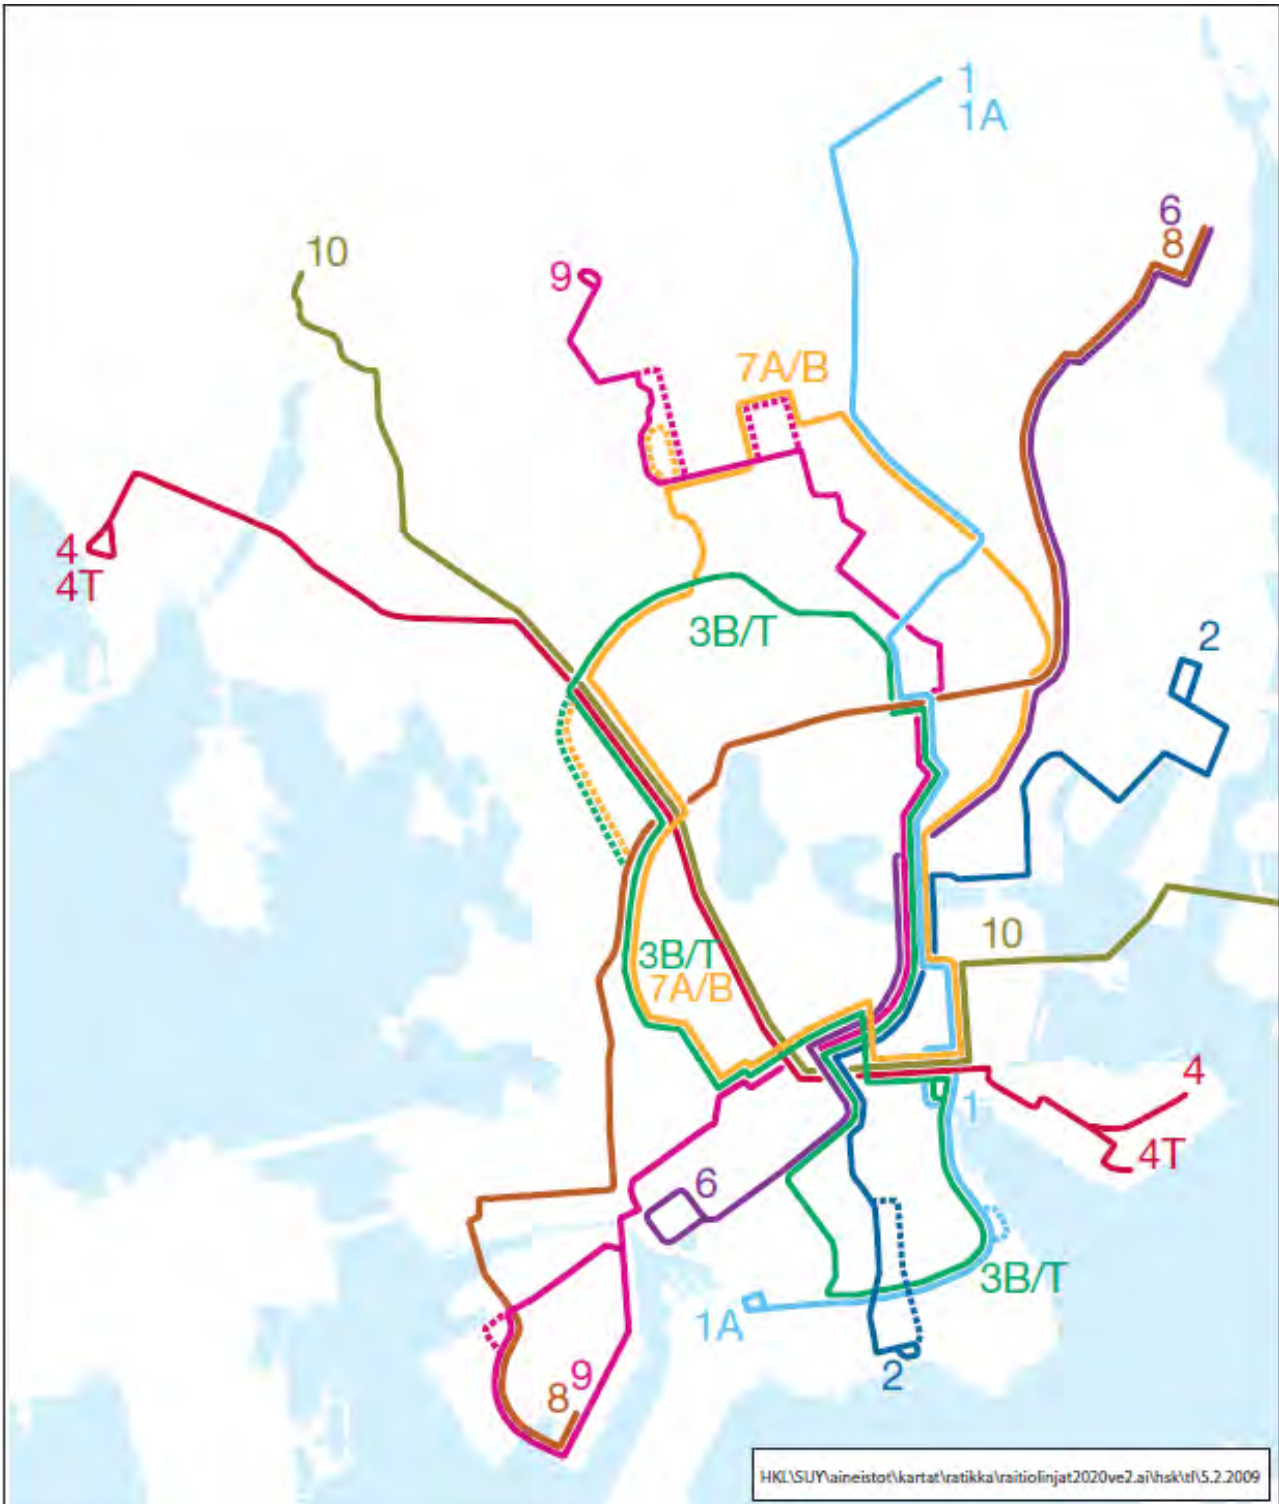 1
1A
6
8
10
9
7A/B
4
4T
3B/T
2
3B/T
7A/B
10
4
1
4T
6
3B/T
1A
2
9
8
HKL\SUY\aineistot\kartat\ratikka\raitiolinjat2020ve2.ai\hsk\tl\5.2.2009